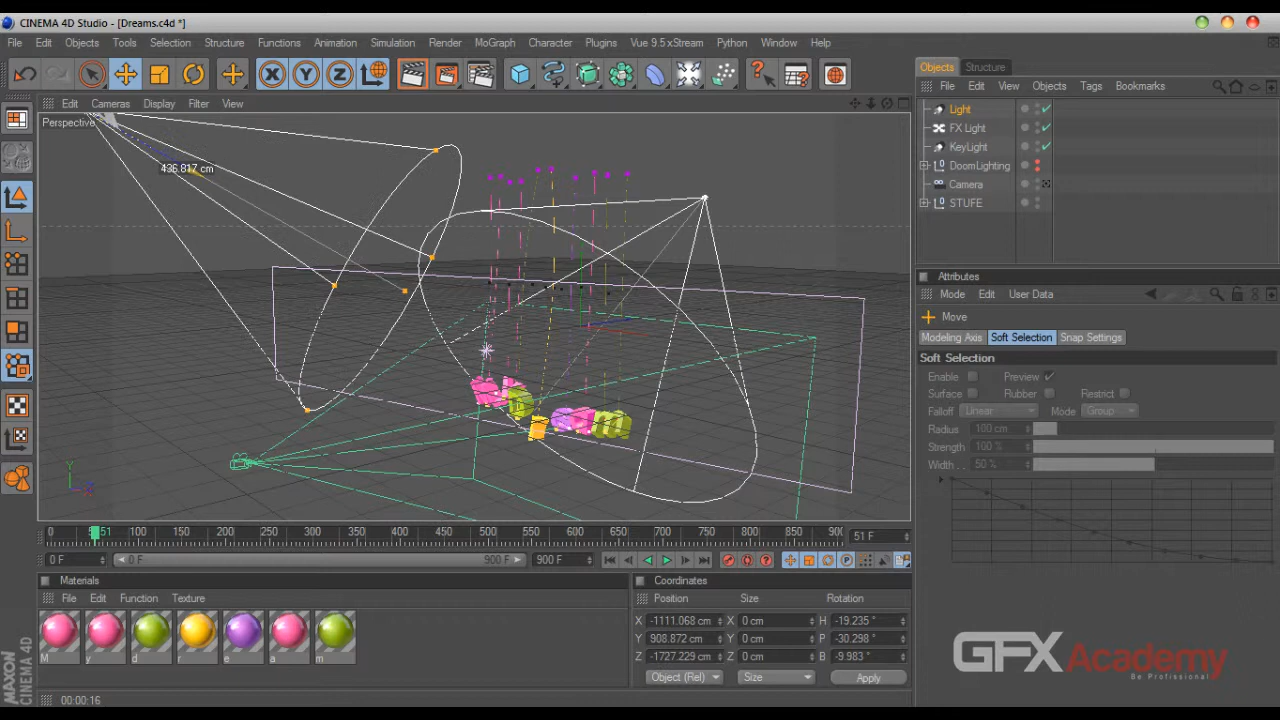 CINEMA 4D Studio - [Dreams.c4d *]
File Edit Objects Tools Selection Structure Functions Animation Simulation Render MoGraph Character Plugins Vue 9.5 xStream Python Window Help
Objects Structure
File Edit View Objects Tags Bookmarks
Edit Cameras Display Filter View
Perspective
436.817 cm
Light
FX Light
KeyLight
DoomLighting
Camera
STUFE
Attributes
Mode Edit User Data
Move
Modeling Axis Soft Selection Snap Settings
Soft Selection
Enable Preview
Surface Rubber Restrict
Falloff Linear Mode Group
Radius 100 cm
Strength 100 %
Width . . 50 %
0 51 100 150 200 250 300 350 400 450 500 550 600 650 700 750 800 850 90 51 F
0 F 0 F 900 F 900 F
Materials
File Edit Function Texture
M y d r e a m
Coordinates
Position Size Rotation
X -1111.068 cm X 0 cm H -19.235 °
Y 908.872 cm Y 0 cm P -30.298 °
Z -1727.229 cm Z 0 cm B -9.983 °
Object (Rel) Size Apply
MAXON
CINEMA 4D
00:00:16
GFX Academy
Be Profissional